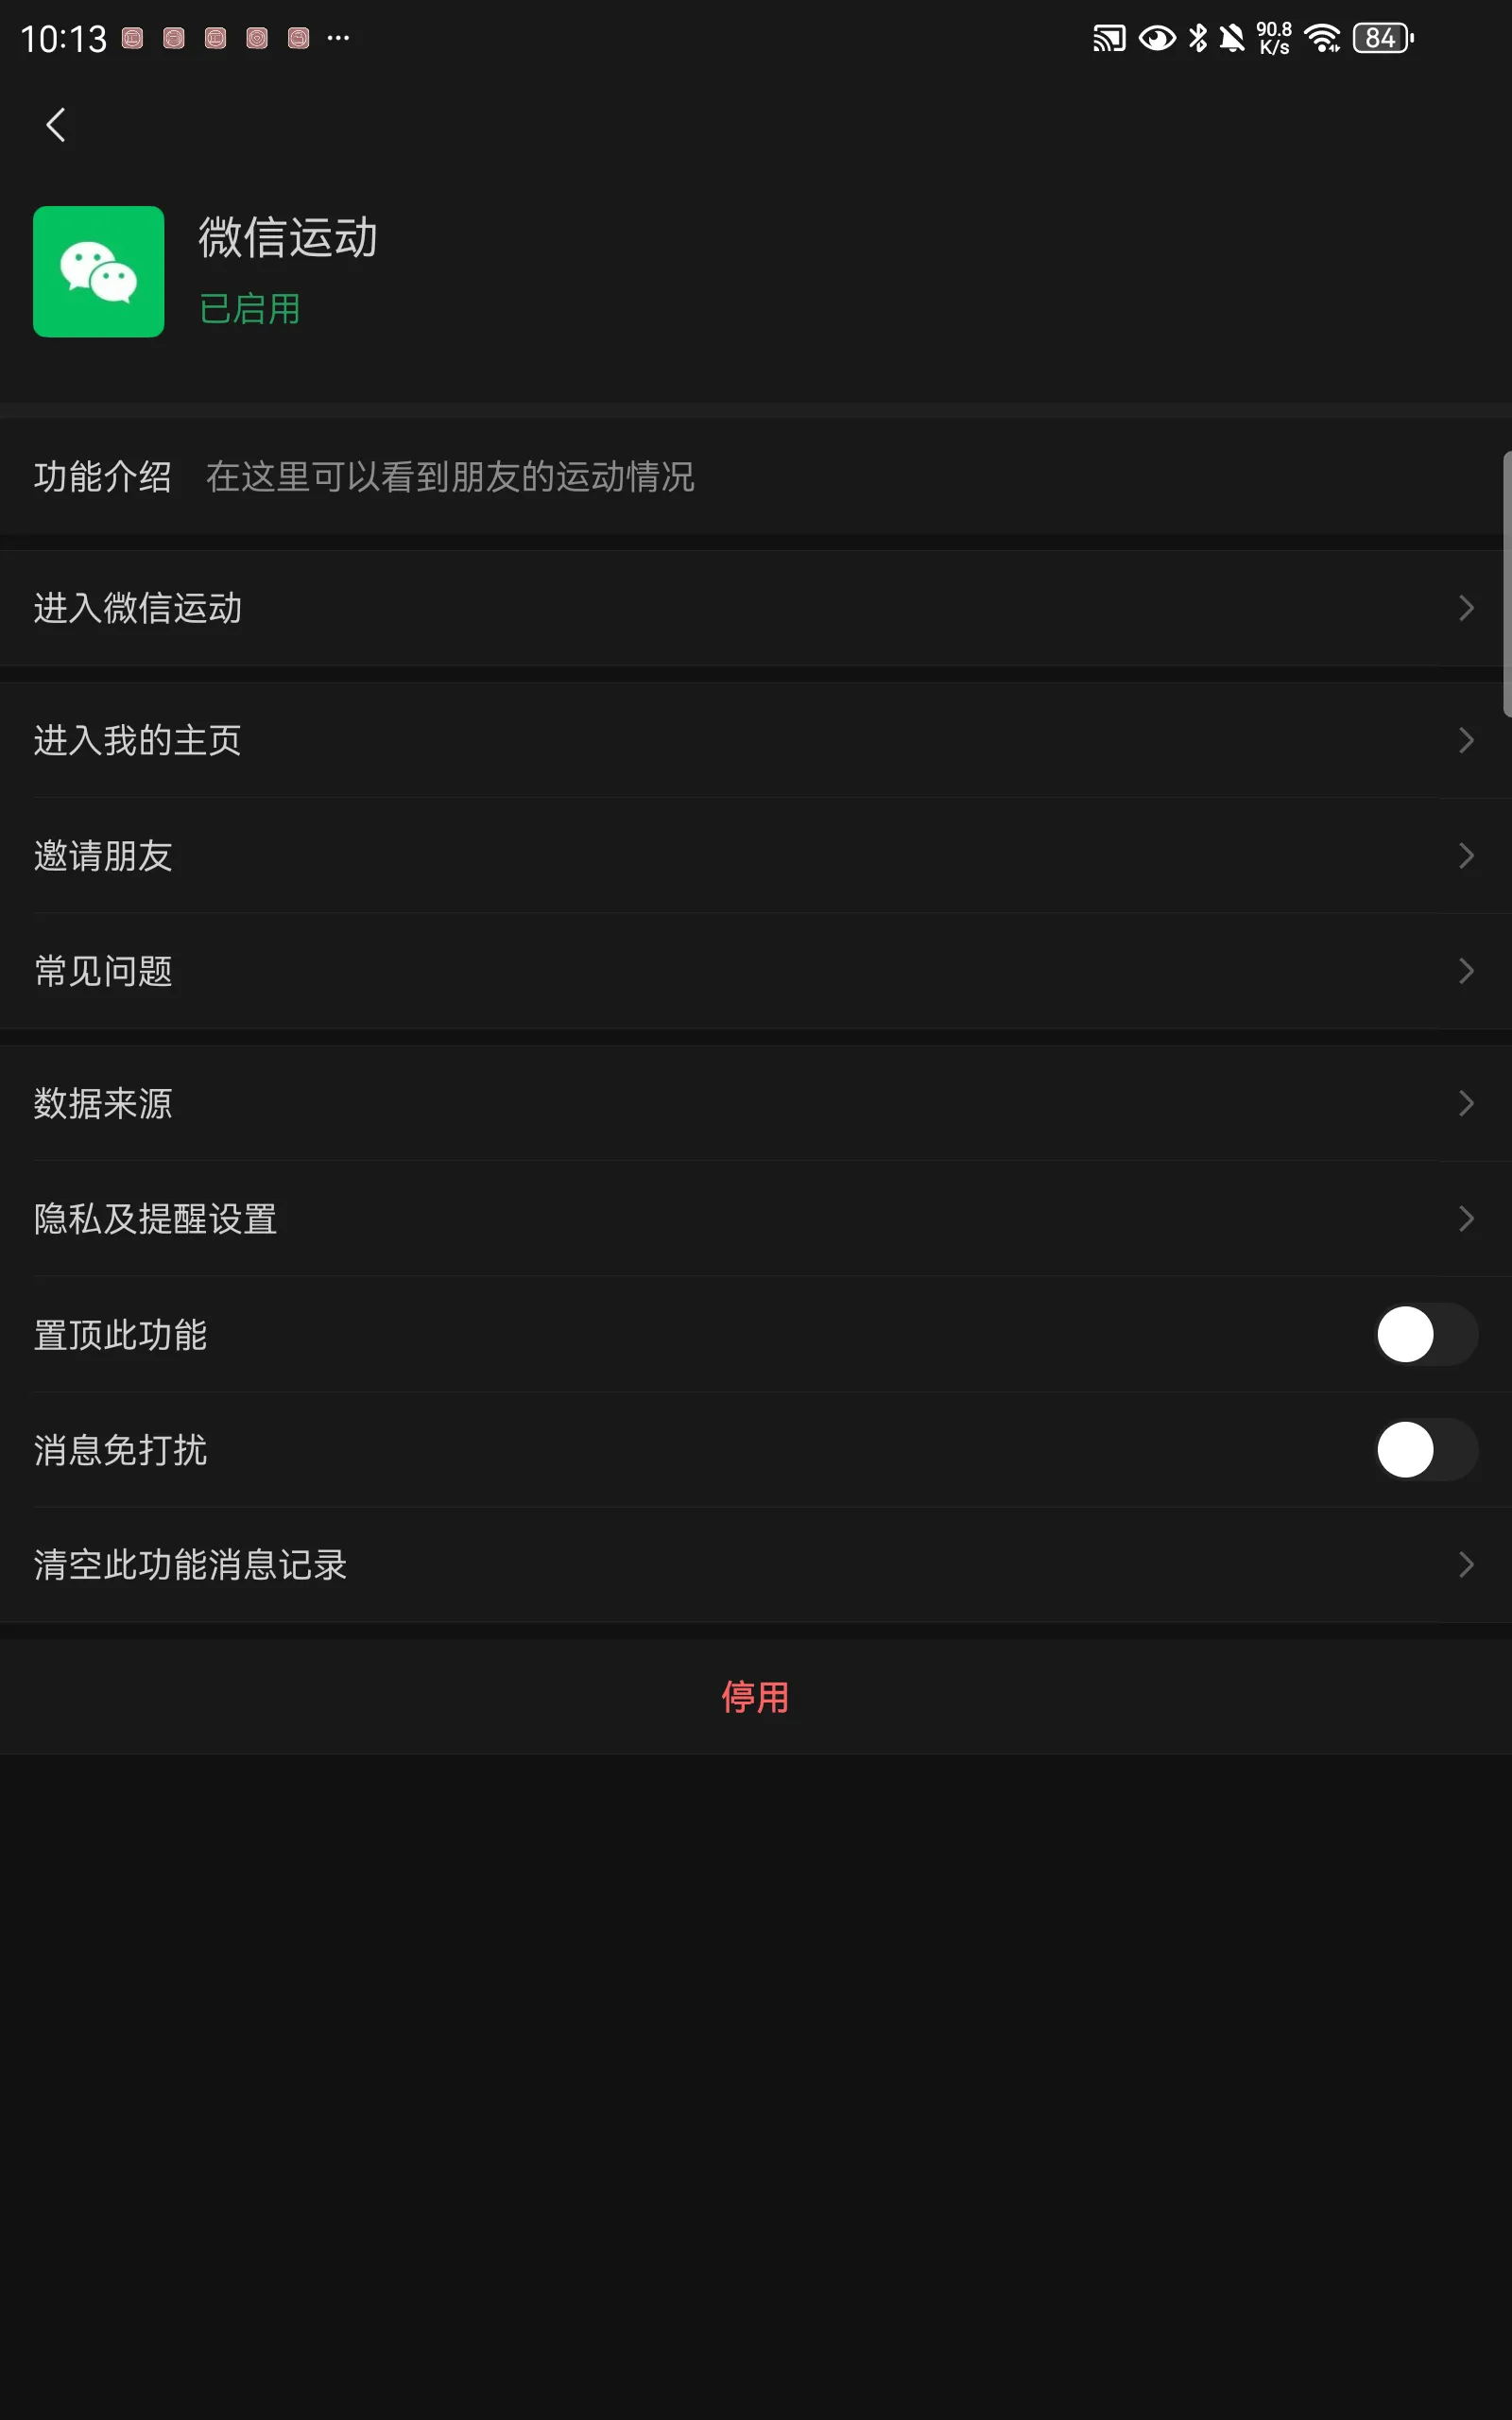 10:13
90.8
K/s
84
微信运动
已启用
功能介绍 在这里可以看到朋友的运动情况
进入微信运动
进入我的主页
邀请朋友
常见问题
数据来源
隐私及提醒设置
置顶此功能
消息免打扰
清空此功能消息记录
停用